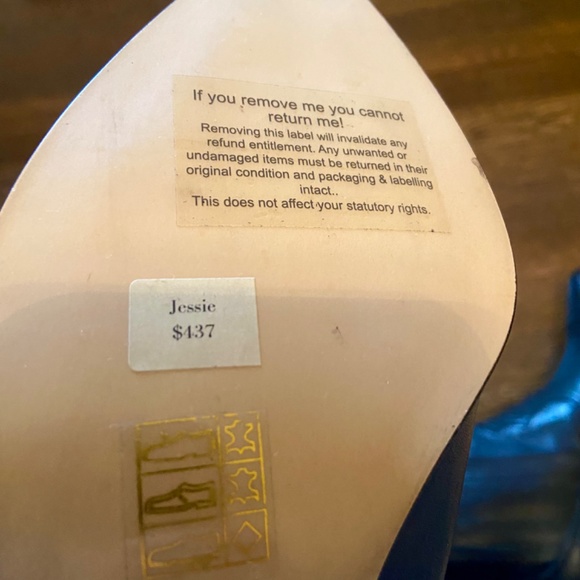 If you remove me you cannot
return me!
Removing this label will invalidate any
refund entitlement. Any unwanted or
undamaged items must be returned in their
original condition and packaging & labelling
intact..
This does not affect your statutory rights.
Jessie
$437